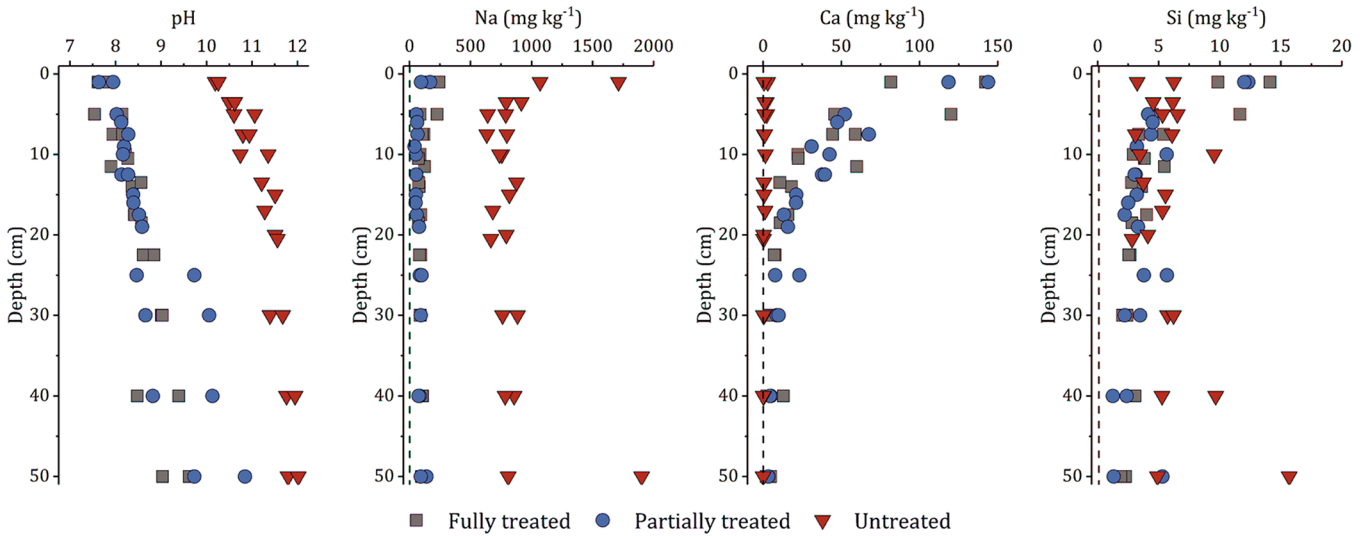 pH
7 8 9 10 11 12
Depth (cm)
0
10
20
30
40
50
Na (mg kg⁻¹)
0 500 1000 1500 2000
Depth (cm)
0
10
20
30
40
50
Ca (mg kg⁻¹)
0 50 100 150
Depth (cm)
0
10
20
30
40
50
Si (mg kg⁻¹)
0 5 10 15 20
Depth (cm)
0
10
20
30
40
50
Fully treated Partially treated Untreated